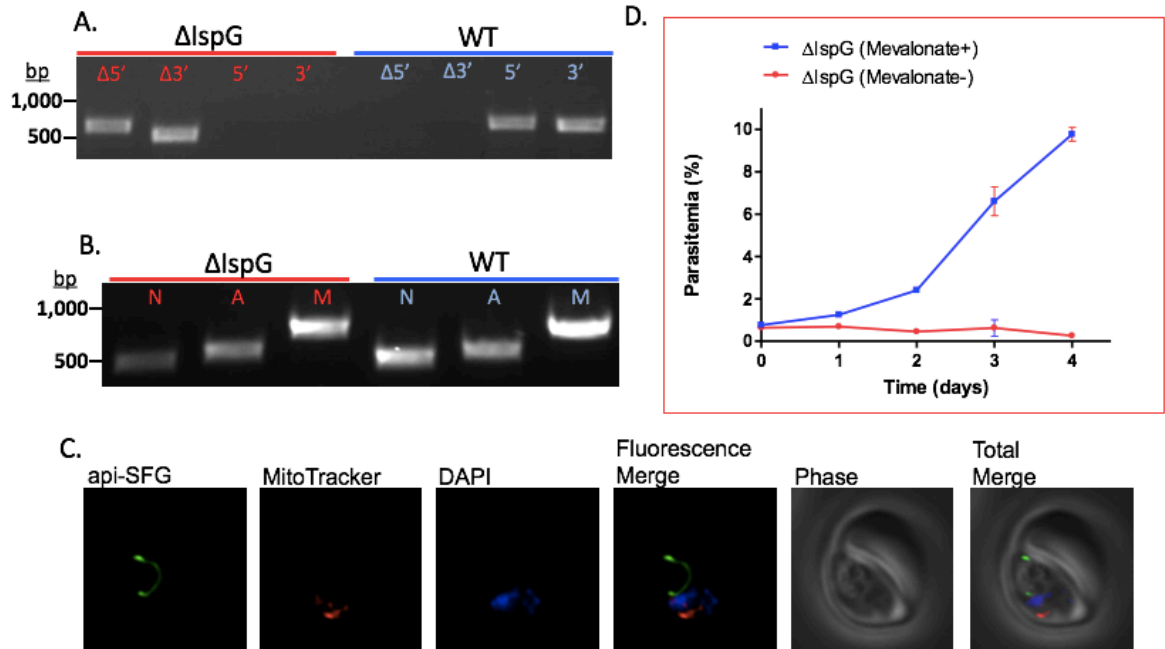 A.
ΔIspG WT
bp Δ5' Δ3' 5' 3' Δ5' Δ3' 5' 3'
1,000
500
B.
ΔIspG WT
bp N A M N A M
1,000
500
C.
api-SFG MitoTracker DAPI Fluorescence Merge Phase Total Merge
D.
ΔIspG (Mevalonate+)
ΔIspG (Mevalonate-)
Parasitemia (%)
10
8
6
4
2
0
0 1 2 3 4
Time (days)